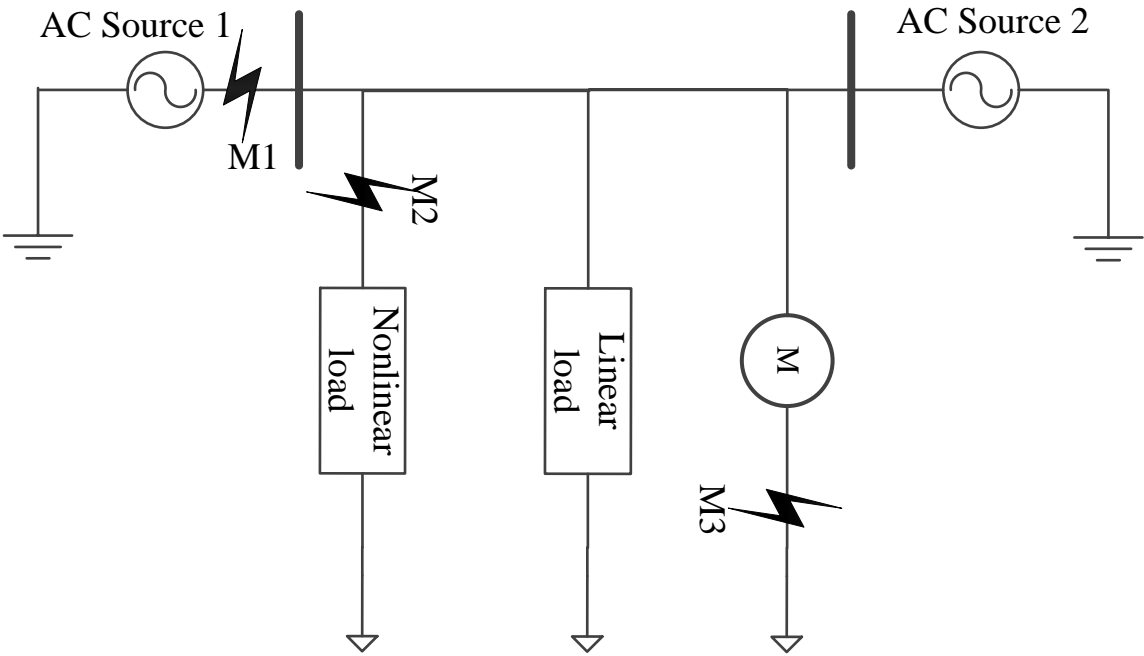 AC Source 1
AC Source 2
M1
M2
Nonlinear
load
Linear
load
M
M3